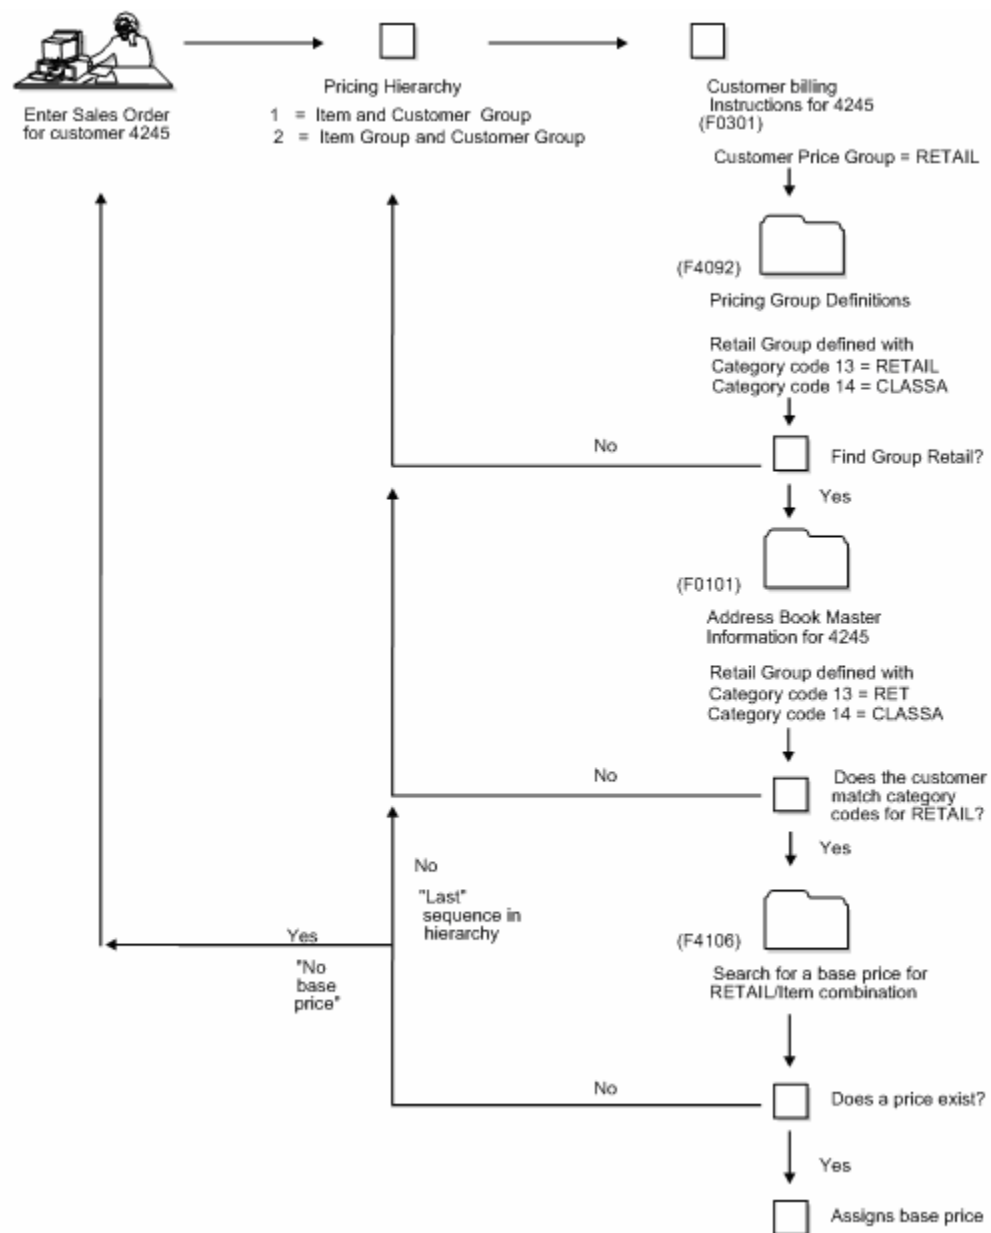 Enter Sales Order
for customer 4245
Pricing Hierarchy
1 = Item and Customer Group
2 = Item Group and Customer Group
Customer billing
Instructions for 4245
(F0301)
Customer Price Group = RETAIL
(F4092)
Pricing Group Definitions
Retail Group defined with
Category code 13 = RETAIL
Category code 14 = CLASSA
No
Find Group Retail?
Yes
(F0101)
Address Book Master
Information for 4245
Retail Group defined with
Category code 13 = RET
Category code 14 = CLASSA
No
Does the customer
match category
codes for RETAIL?
Yes
No
"Last"
sequence in
hierarchy
Yes
"No
base
price"
(F4106)
Search for a base price for
RETAIL/Item combination
No
Does a price exist?
Yes
Assigns base price